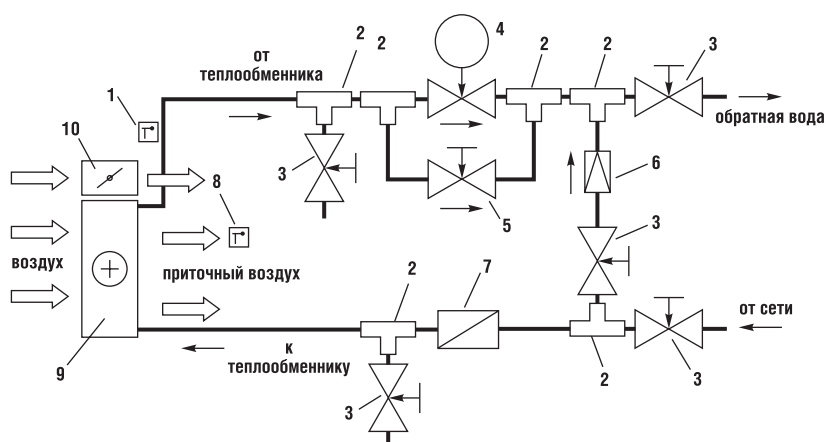 от
теплообменника
2 2
4
2
2
3
1
10
обратная вода
3
6
8
5
3
воздух
приточный воздух
2
7
от сети
9
к
теплообменнику
2
3
3